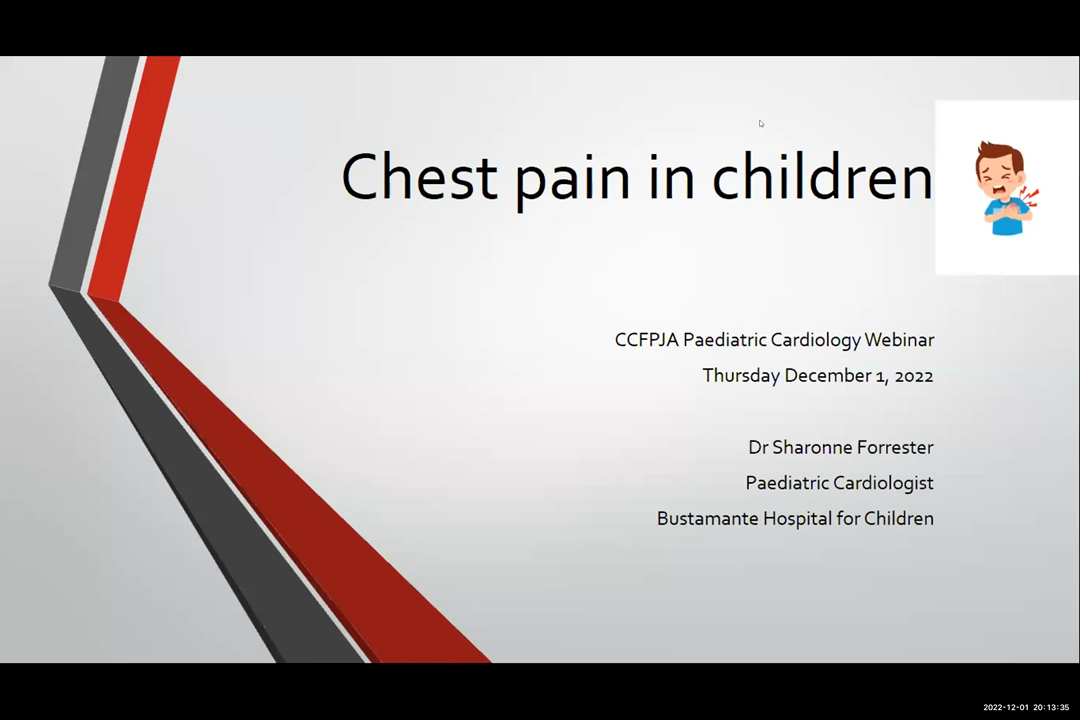 Chest pain in children
CCFPJA Paediatric Cardiology Webinar
Thursday December 1, 2022
Dr Sharonne Forrester
Paediatric Cardiologist
Bustamante Hospital for Children
2022-12-01 20:13:35